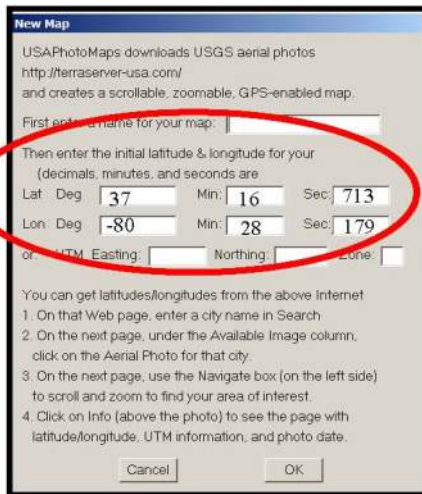 New Map
USAPhotoMaps downloads USGS aerial photos
http://terraserver-usa.com/
and creates a scrollable, zoomable, GPS-enabled map.
First enter a name for your map:
Then enter the initial latitude & longitude for your
(decimals, minutes, and seconds are
Lat Deg 37 Min: 16 Sec: 713
Lon Deg -80 Min: 28 Sec: 179
or: UTM Easting: Northing: Zone:
You can get latitudes/longitudes from the above Internet
1. On that Web page, enter a city name in Search
2. On the next page, under the Available Image column,
click on the Aerial Photo for that city.
3. On the next page, use the Navigate box (on the left side)
to scroll and zoom to find your area of interest.
4. Click on Info (above the photo) to see the page with
latitude/longitude, UTM information, and photo date.
Cancel OK